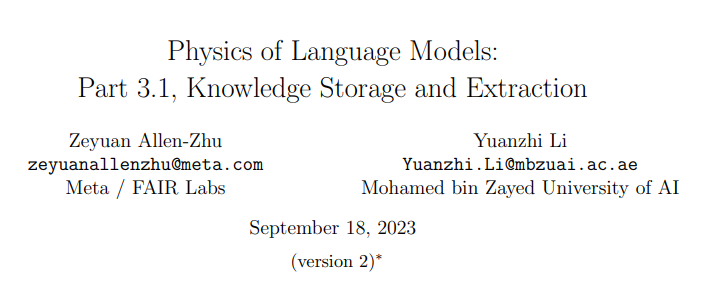 Physics of Language Models:
Part 3.1, Knowledge Storage and Extraction
Zeyuan Allen-Zhu
zeyuanallenzhu@meta.com
Meta / FAIR Labs
Yuanzhi Li
Yuanzhi.Li@mbzuai.ac.ae
Mohamed bin Zayed University of AI
September 18, 2023
(version 2)*